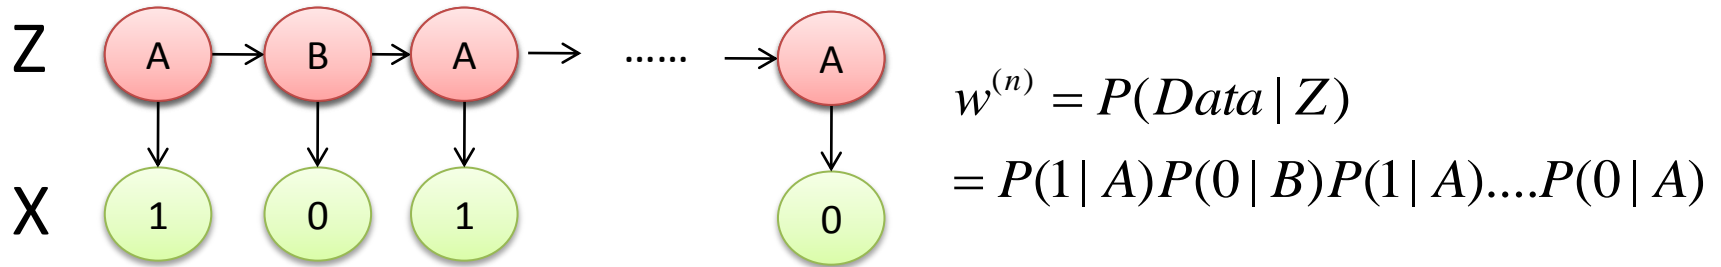 Z A B A ...... A
w^{(n)} = P(Data | Z)
= P(1 | A)P(0 | B)P(1 | A)....P(0 | A)
X 1 0 1 0